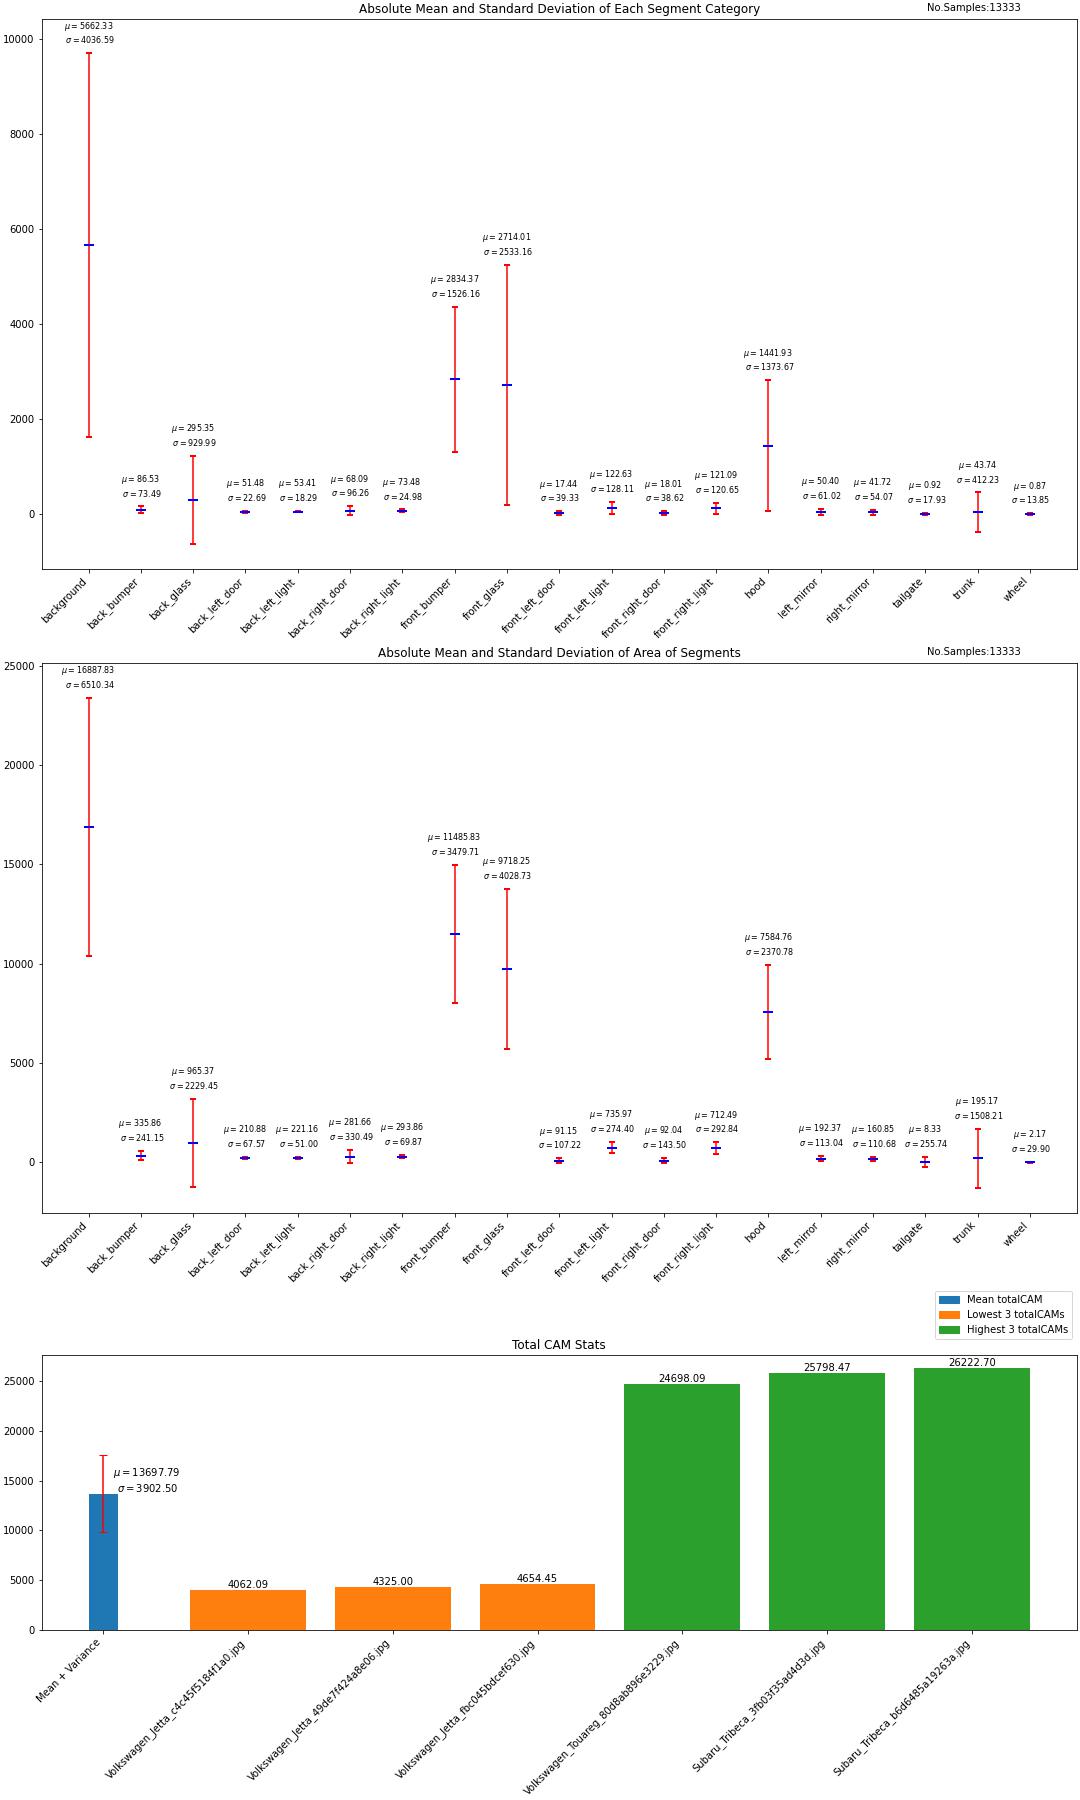 Absolute Mean and Standard Deviation of Each Segment Category
No.Samples:13333
10000
8000
6000
4000
2000
0
μ = 5662.33
σ = 4036.59
μ = 86.53
σ = 73.49
μ = 295.35
σ = 929.99
μ = 51.48
σ = 22.69
μ = 53.41
σ = 18.29
μ = 68.09
σ = 96.26
μ = 73.48
σ = 24.98
μ = 2834.37
σ = 1526.16
μ = 2714.01
σ = 2533.16
μ = 17.44
σ = 39.33
μ = 122.63
σ = 128.11
μ = 18.01
σ = 38.62
μ = 121.09
σ = 120.65
μ = 1441.93
σ = 1373.67
μ = 50.40
σ = 61.02
μ = 41.72
σ = 54.07
μ = 0.92
σ = 17.93
μ = 43.74
σ = 412.23
μ = 0.87
σ = 13.85
background
back_bumper
back_glass
back_left_door
back_left_light
back_right_door
back_right_light
front_bumper
front_glass
front_left_door
front_left_light
front_right_door
front_right_light
hood
left_mirror
right_mirror
tailgate
trunk
wheel
Absolute Mean and Standard Deviation of Area of Segments
No.Samples:13333
25000
20000
15000
10000
5000
0
μ = 16887.83
σ = 6510.34
μ = 335.86
σ = 241.15
μ = 965.37
σ = 2229.45
μ = 210.88
σ = 67.57
μ = 221.16
σ = 51.00
μ = 281.66
σ = 330.49
μ = 293.86
σ = 69.87
μ = 11485.83
σ = 3479.71
μ = 9718.25
σ = 4028.73
μ = 91.15
σ = 107.22
μ = 735.97
σ = 274.40
μ = 92.04
σ = 143.50
μ = 712.49
σ = 292.84
μ = 7584.76
σ = 2370.78
μ = 192.37
σ = 113.04
μ = 160.85
σ = 110.68
μ = 8.33
σ = 255.74
μ = 195.17
σ = 1508.21
μ = 2.17
σ = 29.90
background
back_bumper
back_glass
back_left_door
back_left_light
back_right_door
back_right_light
front_bumper
front_glass
front_left_door
front_left_light
front_right_door
front_right_light
hood
left_mirror
right_mirror
tailgate
trunk
wheel
Mean totalCAM
Lowest 3 totalCAMs
Highest 3 totalCAMs
Total CAM Stats
25000
20000
15000
10000
5000
0
μ = 13697.79
σ = 3902.50
4062.09
4325.00
4654.45
24698.09
25798.47
26222.70
Mean + Variance
Volkswagen_Jetta_c4c45f5184f1a0.jpg
Volkswagen_Jetta_49de7f424a8e06.jpg
Volkswagen_Jetta_fbc045bdcef630.jpg
Volkswagen_Touareg_80d8ab896e3229.jpg
Subaru_Tribeca_3fb03f35ad4d3d.jpg
Subaru_Tribeca_b6d6485a19263a.jpg